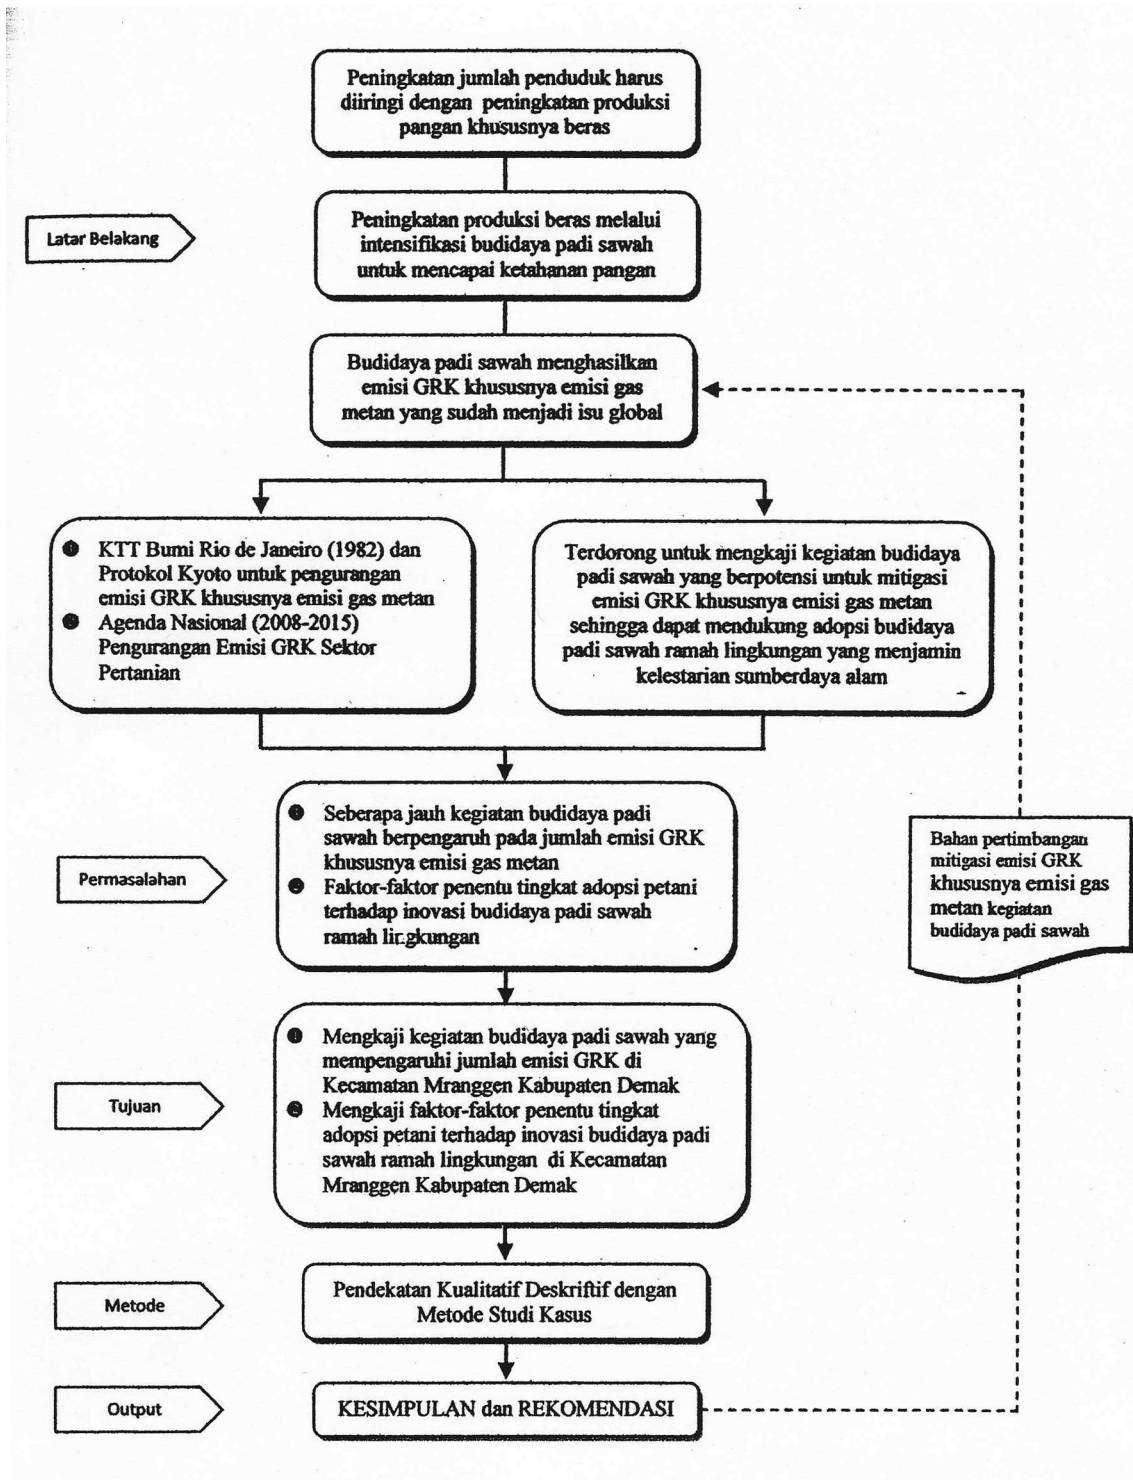 Peningkatan jumlah penduduk harus
diiringi dengan peningkatan produksi
pangan khususnya beras
Latar Belakang
Peningkatan produksi beras melalui
intensifikasi budidaya padi sawah
untuk mencapai ketahanan pangan
Budidaya padi sawah menghasilkan
emisi GRK khususnya emisi gas
metan yang sudah menjadi isu global
KTT Bumi Rio de Janeiro (1982) dan
Protokol Kyoto untuk pengurangan
emisi GRK khususnya emisi gas metan
Agenda Nasional (2008-2015)
Pengurangan Emisi GRK Sektor
Pertanian
Terdorong untuk mengkaji kegiatan budidaya
padi sawah yang berpotensi untuk mitigasi
emisi GRK khususnya emisi gas metan
sehingga dapat mendukung adopsi budidaya
padi sawah ramah lingkungan yang menjamin
kelestarian sumberdaya alam
Permasalahan
Seberapa jauh kegiatan budidaya padi
sawah berpengaruh pada jumlah emisi GRK
khususnya emisi gas metan
Faktor-faktor penentu tingkat adopsi petani
terhadap inovasi budidaya padi sawah
ramah lingkungan
Bahan pertimbangan
mitigasi emisi GRK
khususnya emisi gas
metan kegiatan
budidaya padi sawah
Tujuan
Mengkaji kegiatan budidaya padi sawah yang
mempengaruhi jumlah emisi GRK di
Kecamatan Mranggen Kabupaten Demak
Mengkaji faktor-faktor penentu tingkat
adopsi petani terhadap inovasi budidaya padi
sawah ramah lingkungan di Kecamatan
Mranggen Kabupaten Demak
Metode
Pendekatan Kualitatif Deskriftif dengan
Metode Studi Kasus
Output
KESIMPULAN dan REKOMENDASI